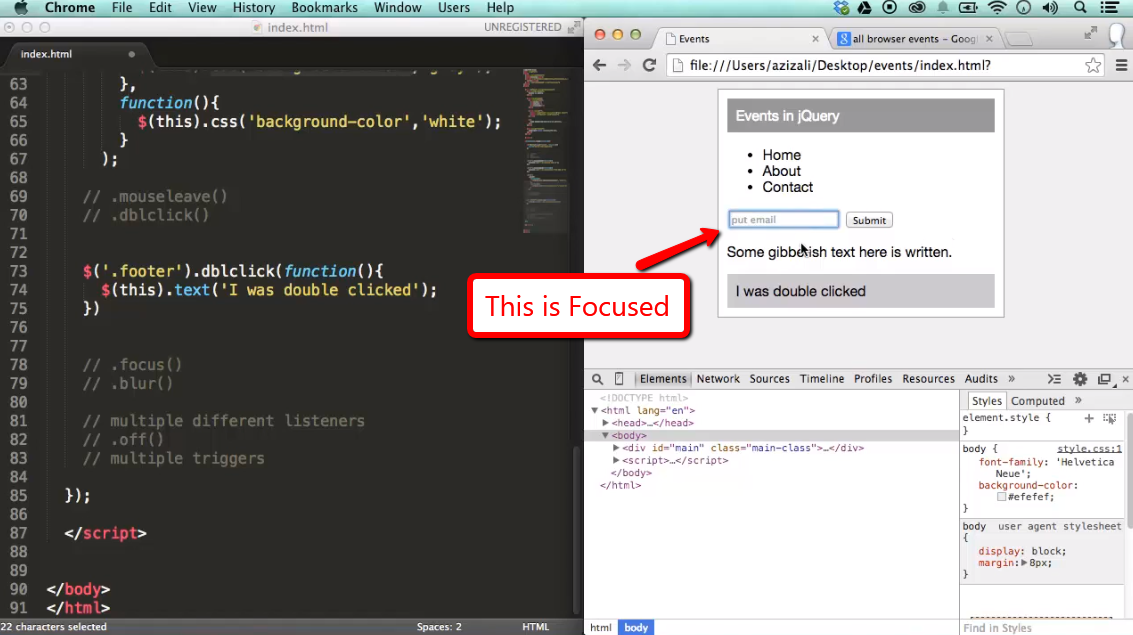 Chrome File Edit View History Bookmarks Window Users Help
index.html UNREGISTERED
index.html
63 },
64 function(){
65 $(this).css('background-color','white');
66 }
67 );
68
69 // .mouseleave()
70 // .dblclick()
71
72
73 $('.footer').dblclick(function(){
74 $(this).text('I was double clicked');
75 })
76
77
78 // .focus()
79 // .blur()
80
81 // multiple different listeners
82 // .off()
83 // multiple triggers
84
85 });
86
87 </script>
88
89
90 </body>
91 </html>
22 characters selected Spaces: 2 HTML
Events all browser events - Goog
file:///Users/azizali/Desktop/events/index.html?
Events in jQuery
• Home
• About
• Contact
put email Submit
Some gibberish text here is written.
I was double clicked
This is Focused
Elements Network Sources Timeline Profiles Resources Audits »
<!DOCTYPE html>
▼<html lang="en">
▶<head>…</head>
▼<body>
▶<div id="main" class="main-class">…</div>
▶<script>…</script>
</body>
</html>
html body
Styles Computed »
element.style {
}
body { style.css:1
font-family: 'Helvetica
Neue';
background-color:
#efefef;
}
body user agent stylesheet
{
display: block;
margin:▶8px;
}
Find in Styles